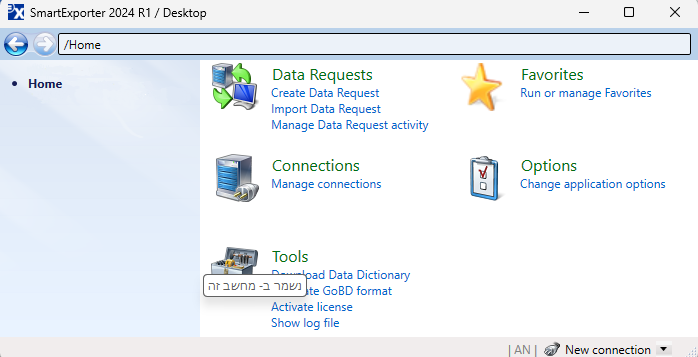 SmartExporter 2024 R1 / Desktop
/Home
Home
Data Requests
Create Data Request
Import Data Request
Manage Data Request activity
Favorites
Run or manage Favorites
Connections
Manage connections
Options
Change application options
Tools
Download Data Dictionary
נשמר ב- מחשב זה
GoBD format
Activate license
Show log file
| AN |
New connection